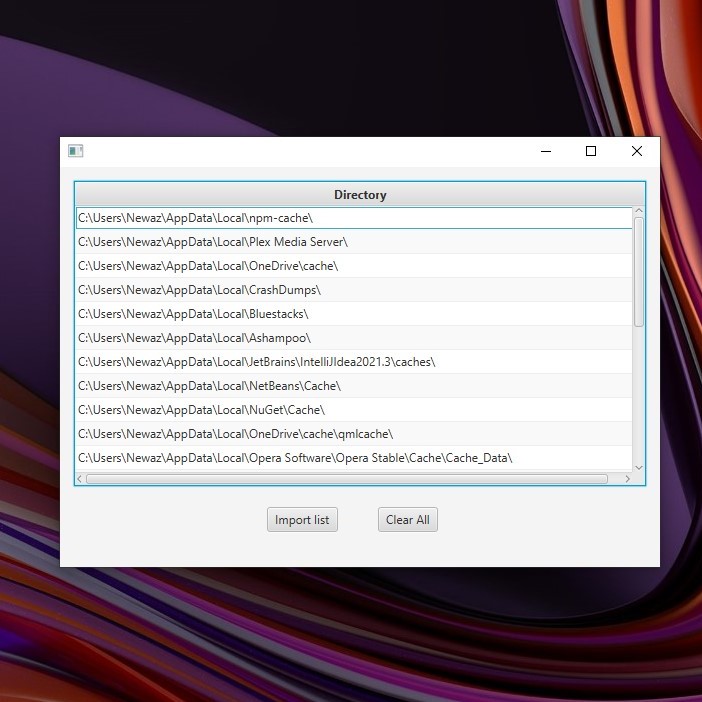 Directory
C:\Users\Newaz\AppData\Local\npm-cache\
C:\Users\Newaz\AppData\Local\Plex Media Server\
C:\Users\Newaz\AppData\Local\OneDrive\cache\
C:\Users\Newaz\AppData\Local\CrashDumps\
C:\Users\Newaz\AppData\Local\Bluestacks\
C:\Users\Newaz\AppData\Local\Ashampoo\
C:\Users\Newaz\AppData\Local\JetBrains\IntelliJIdea2021.3\caches\
C:\Users\Newaz\AppData\Local\NetBeans\Cache\
C:\Users\Newaz\AppData\Local\NuGet\Cache\
C:\Users\Newaz\AppData\Local\OneDrive\cache\qmlcache\
C:\Users\Newaz\AppData\Local\Opera Software\Opera Stable\Cache\Cache_Data\
Import list
Clear All